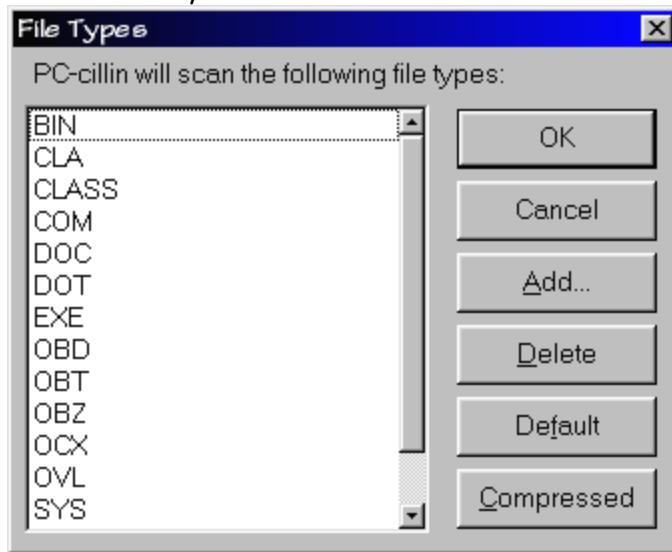 File Types
PC-cillin will scan the following file types:
BIN
CLA
CLASS
COM
DOC
DOT
EXE
OBD
OBT
OBZ
OCX
OVL
SYS
OK
Cancel
Add...
Delete
Default
Compressed